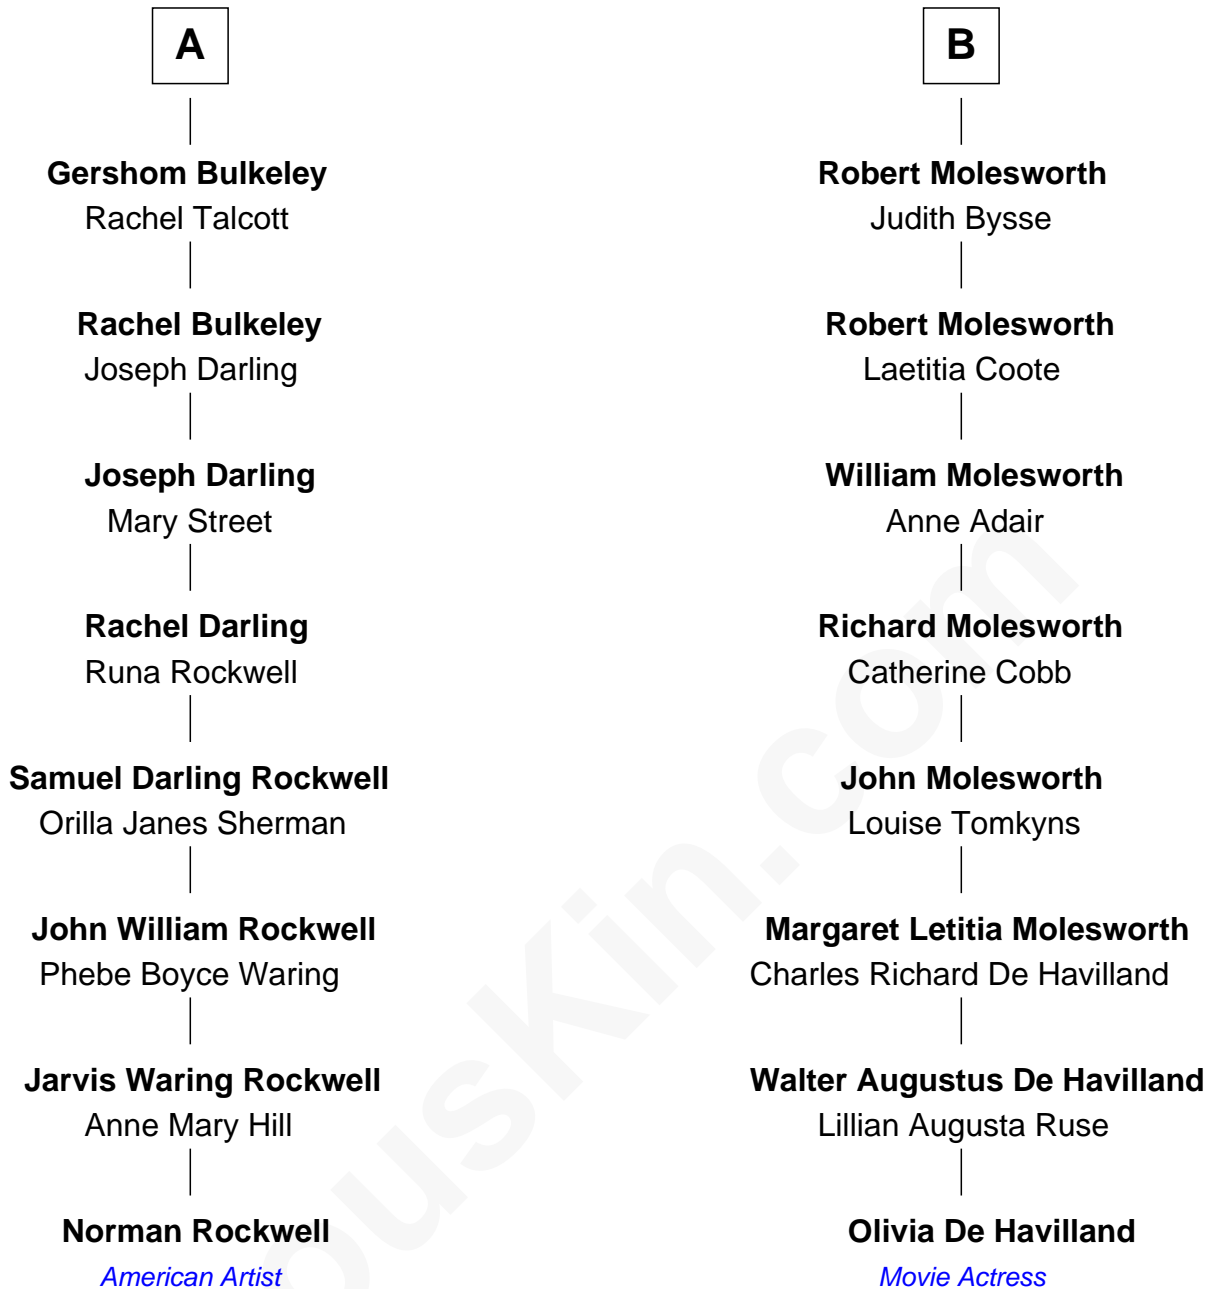 A
Gershom Bulkeley
Rachel Talcott
Rachel Bulkeley
Joseph Darling
Joseph Darling
Mary Street
Rachel Darling
Runa Rockwell
Samuel Darling Rockwell
Orilla Janes Sherman
John William Rockwell
Phebe Boyce Waring
Jarvis Waring Rockwell
Anne Mary Hill
Norman Rockwell
American Artist
B
Robert Molesworth
Judith Bysse
Robert Molesworth
Laetitia Coote
William Molesworth
Anne Adair
Richard Molesworth
Catherine Cobb
John Molesworth
Louise Tomkyns
Margaret Letitia Molesworth
Charles Richard De Havilland
Walter Augustus De Havilland
Lillian Augusta Ruse
Olivia De Havilland
Movie Actress
ousKin.com